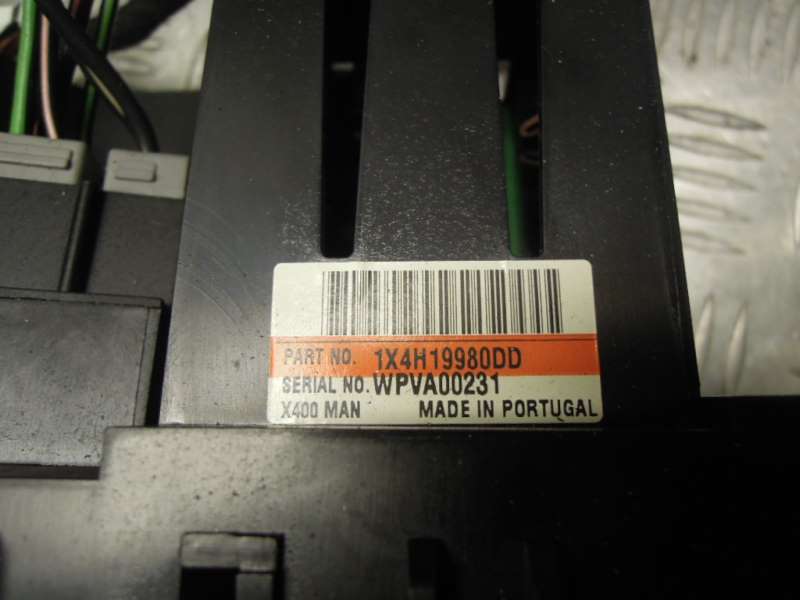 PART NO. 1X4H19980DD
SERIAL NO. WPVA00231
X400 MAN MADE IN PORTUGAL